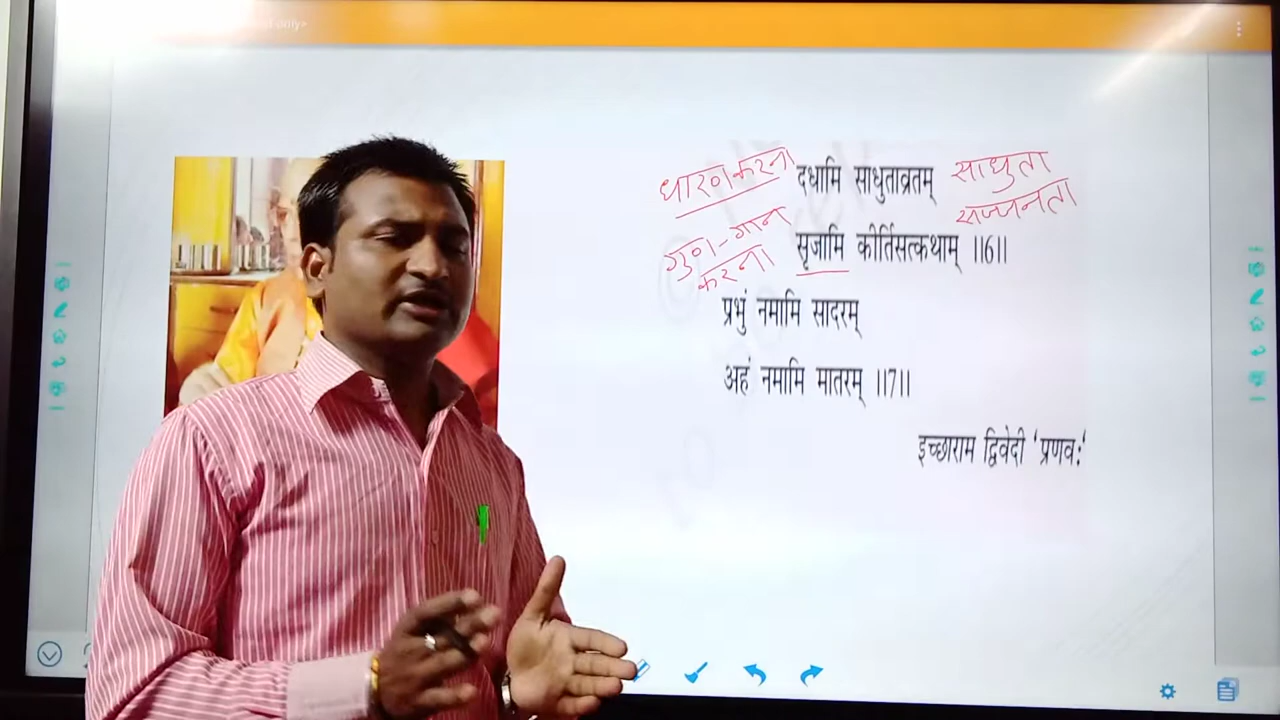 only>
धारण करना दधामि साधुताव्रतम् साधुता
सज्जनता
गुण-गान
करना सृजामि कीर्तिसत्कथाम् ।।6।।
प्रभुं नमामि सादरम्
अहं नमामि मातरम् ।।7।।
इच्छाराम द्विवेदी 'प्रणव:'